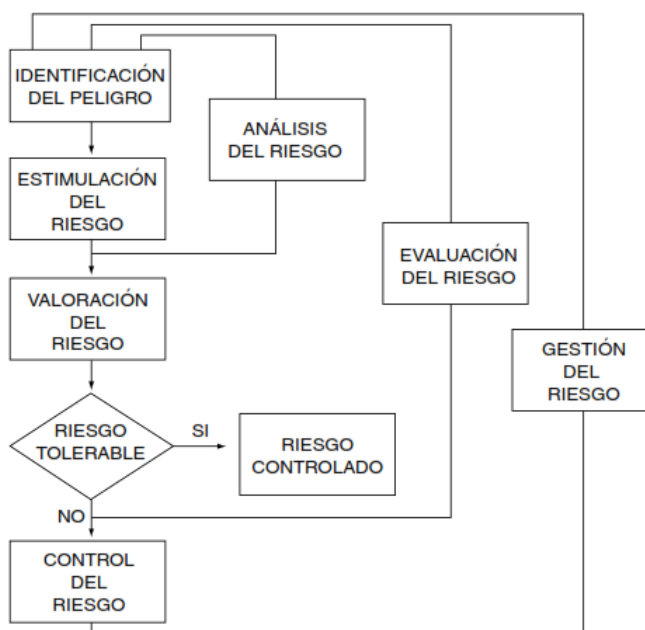 IDENTIFICACIÓN
DEL PELIGRO
ANÁLISIS
DEL RIESGO
ESTIMULACIÓN
DEL
RIESGO
EVALUACIÓN
DEL RIESGO
VALORACIÓN
DEL
RIESGO
GESTIÓN
DEL
RIESGO
RIESGO
TOLERABLE
SI
RIESGO
CONTROLADO
NO
CONTROL
DEL
RIESGO